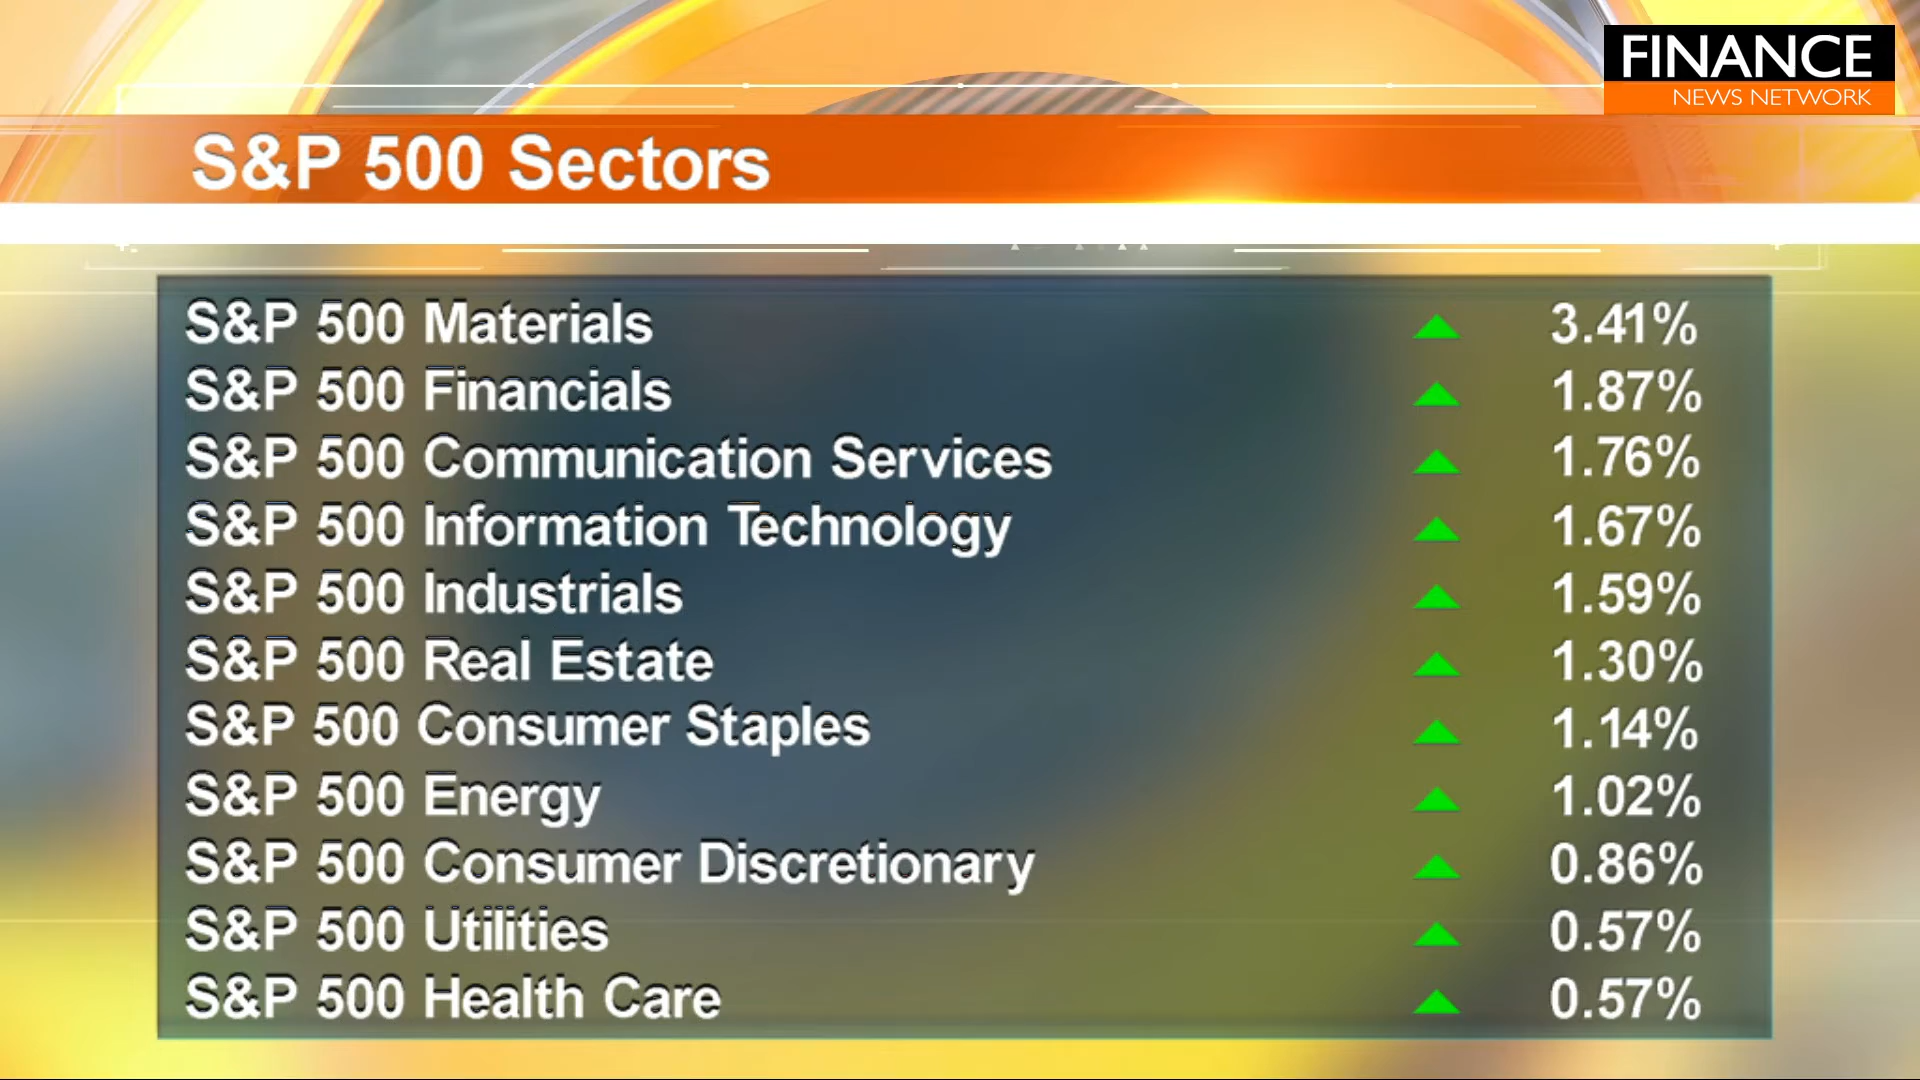 FINANCE
NEWS NETWORK
S&P 500 Sectors
S&P 500 Materials ▲ 3.41%
S&P 500 Financials ▲ 1.87%
S&P 500 Communication Services ▲ 1.76%
S&P 500 Information Technology ▲ 1.67%
S&P 500 Industrials ▲ 1.59%
S&P 500 Real Estate ▲ 1.30%
S&P 500 Consumer Staples ▲ 1.14%
S&P 500 Energy ▲ 1.02%
S&P 500 Consumer Discretionary ▲ 0.86%
S&P 500 Utilities ▲ 0.57%
S&P 500 Health Care ▲ 0.57%